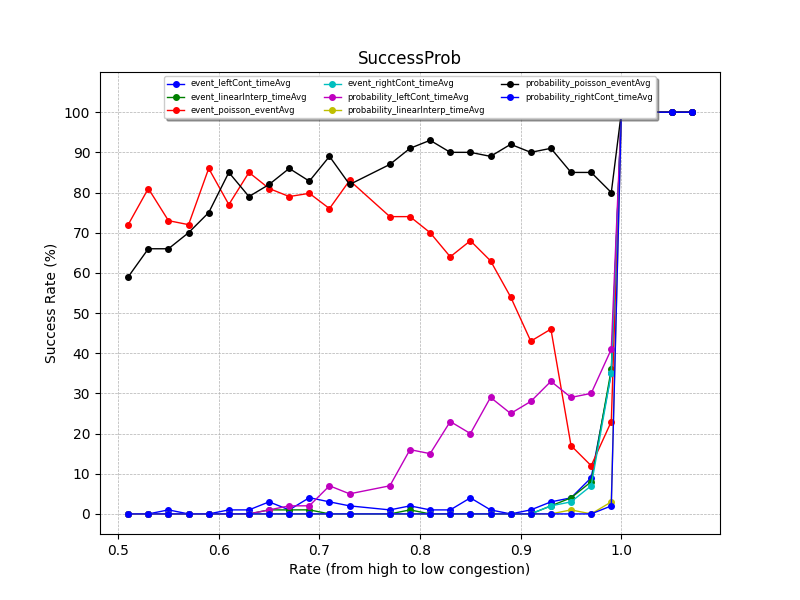 SuccessProb
event_leftCont_timeAvg
event_linearInterp_timeAvg
event_poisson_eventAvg
event_rightCont_timeAvg
probability_leftCont_timeAvg
probability_linearInterp_timeAvg
probability_poisson_eventAvg
probability_rightCont_timeAvg
Success Rate (%)
100
90
80
70
60
50
40
30
20
10
0
0.5 0.6 0.7 0.8 0.9 1.0
Rate (from high to low congestion)